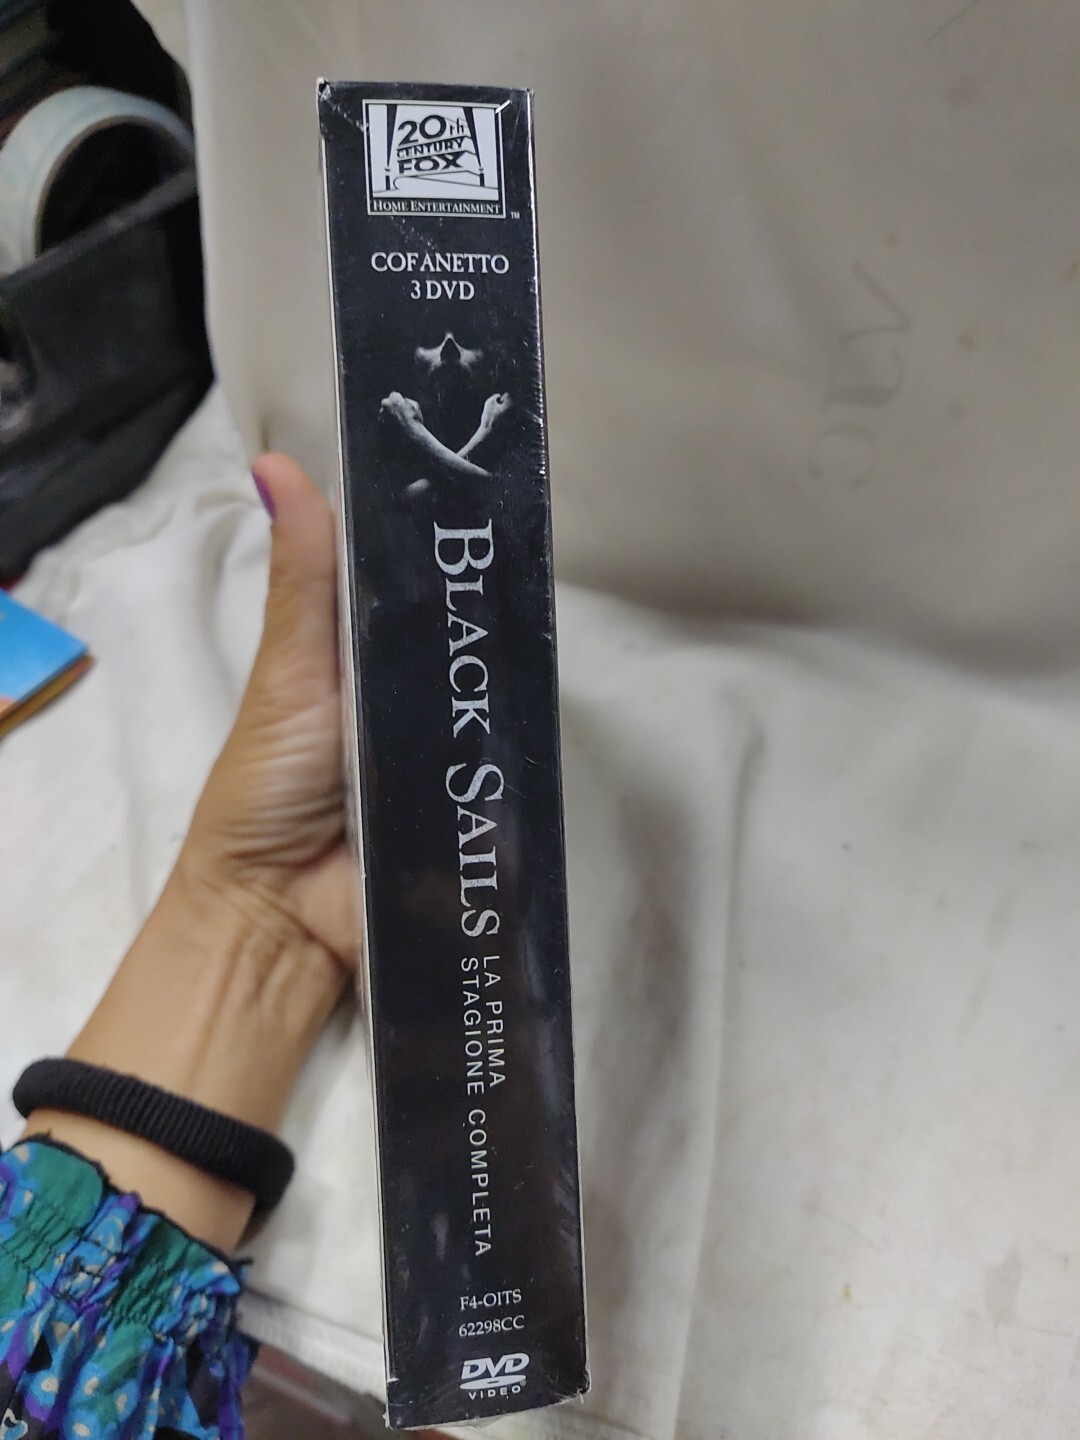 20th
CENTURY
FOX
HOME ENTERTAINMENT
TM
COFANETTO
3 DVD
BLACK SAILS
LA PRIMA
STAGIONE COMPLETA
F4-OITS
62298CC
DVD
VIDEO